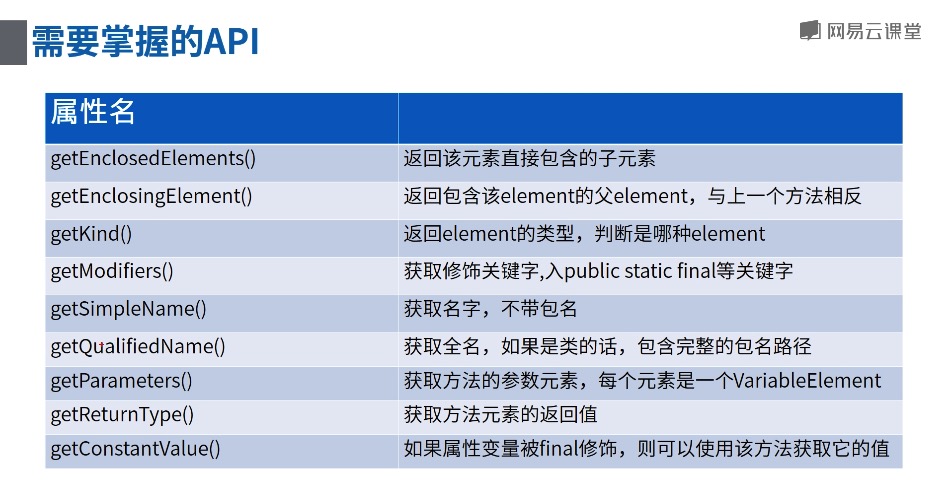 需要掌握的API
网易云课堂
属性名
getEnclosedElements() 返回该元素直接包含的子元素
getEnclosingElement() 返回包含该element的父element，与上一个方法相反
getKind() 返回element的类型，判断是哪种element
getModifiers() 获取修饰关键字,入public static final等关键字
getSimpleName() 获取名字，不带包名
getQualifiedName() 获取全名，如果是类的话，包含完整的包名路径
getParameters() 获取方法的参数元素，每个元素是一个VariableElement
getReturnType() 获取方法元素的返回值
getConstantValue() 如果属性变量被final修饰，则可以使用该方法获取它的值